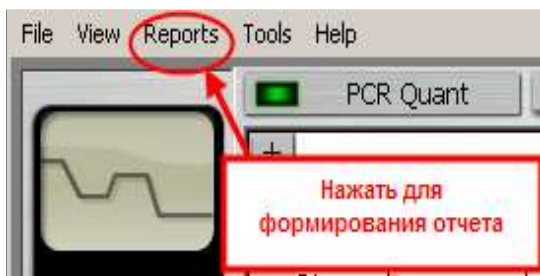 File View Reports Tools Help
PCR Quant
+
Нажать для
формирования отчета